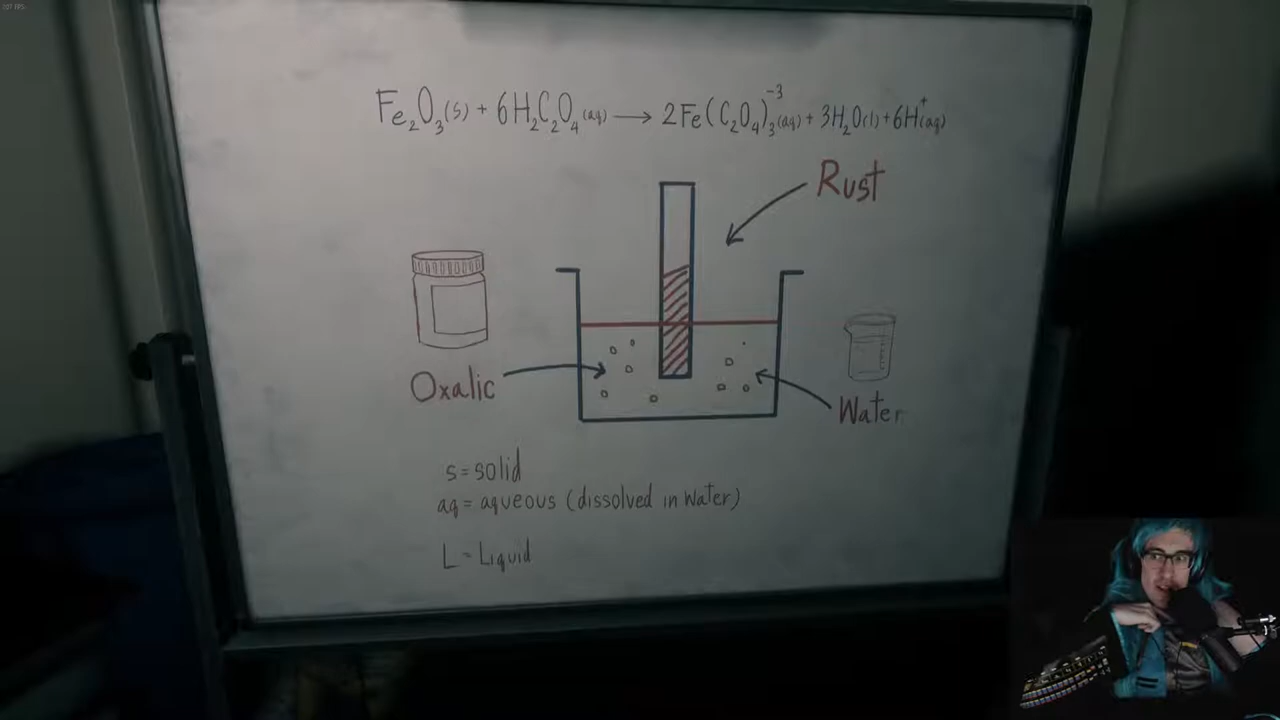 Fe₂O₃(s) + 6H₂C₂O₄(aq) → 2Fe(C₂O₄)₃⁻³(aq) + 3H₂O(l) + 6H⁺(aq)
Rust
Oxalic
Water
s = solid
aq = aqueous (dissolved in water)
L = Liquid